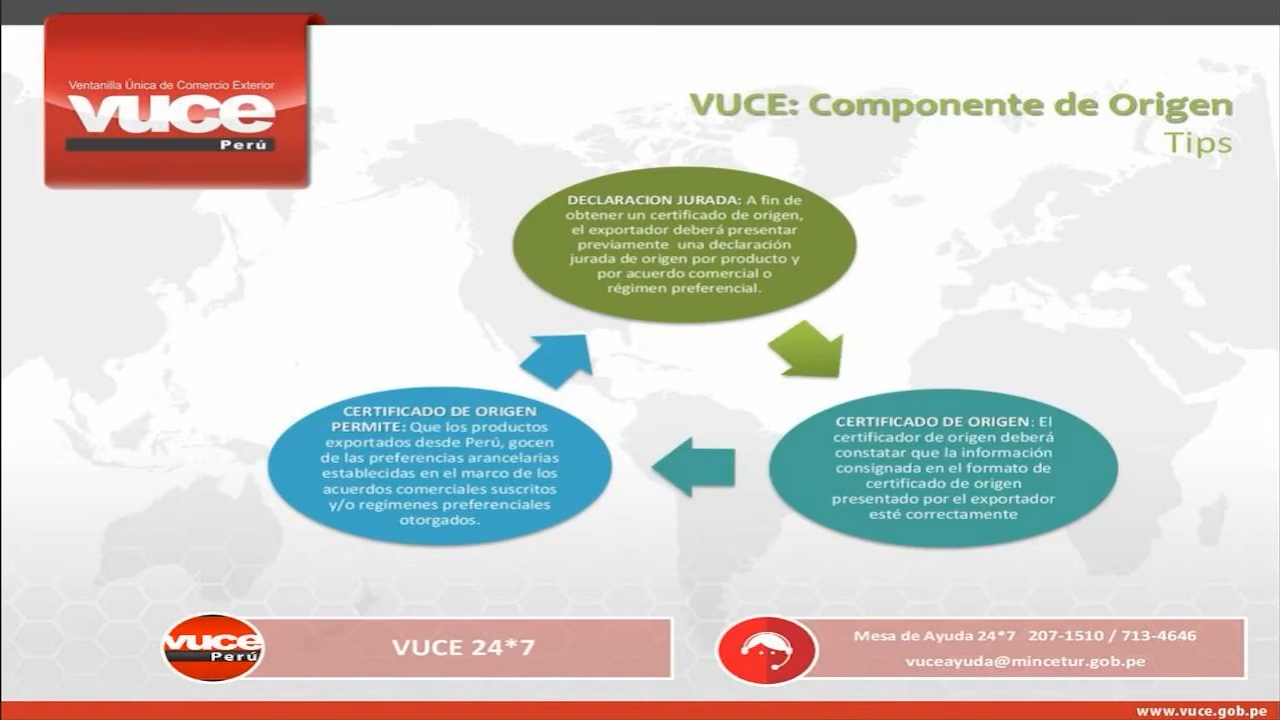 Ventanilla Única de Comercio Exterior
vuce
Perú
VUCE: Componente de Origen
Tips
DECLARACION JURADA: A fin de
obtener un certificado de origen,
el exportador deberá presentar
previamente una declaración
jurada de origen por producto y
por acuerdo comercial o
régimen preferencial.
CERTIFICADO DE ORIGEN
PERMITE: Que los productos
exportados desde Perú, gocen
de las preferencias arancelarias
establecidas en el marco de los
acuerdos comerciales suscritos
y/o regimenes preferenciales
otorgados.
CERTIFICADO DE ORIGEN: El
certificador de origen deberá
constatar que la información
consignada en el formato de
certificado de origen
presentado por el exportador
esté correctamente
vuce
Perú
VUCE 24*7
Mesa de Ayuda 24*7 207-1510 / 713-4646
vuceayuda@mincetur.gob.pe
www.vuce.gob.pe